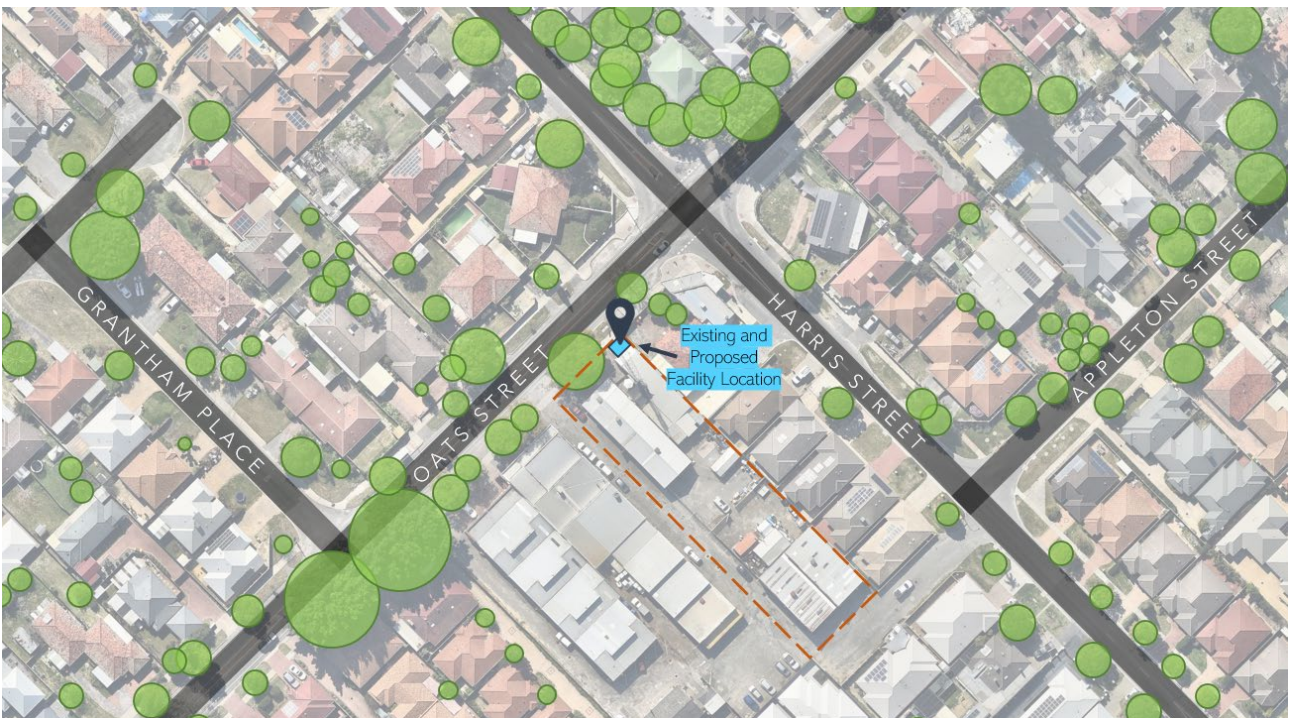 GRANTHAM PLACE
OATS STREET
Existing and
Proposed
Facility Location
HARRIS STREET
APPLETON STREET